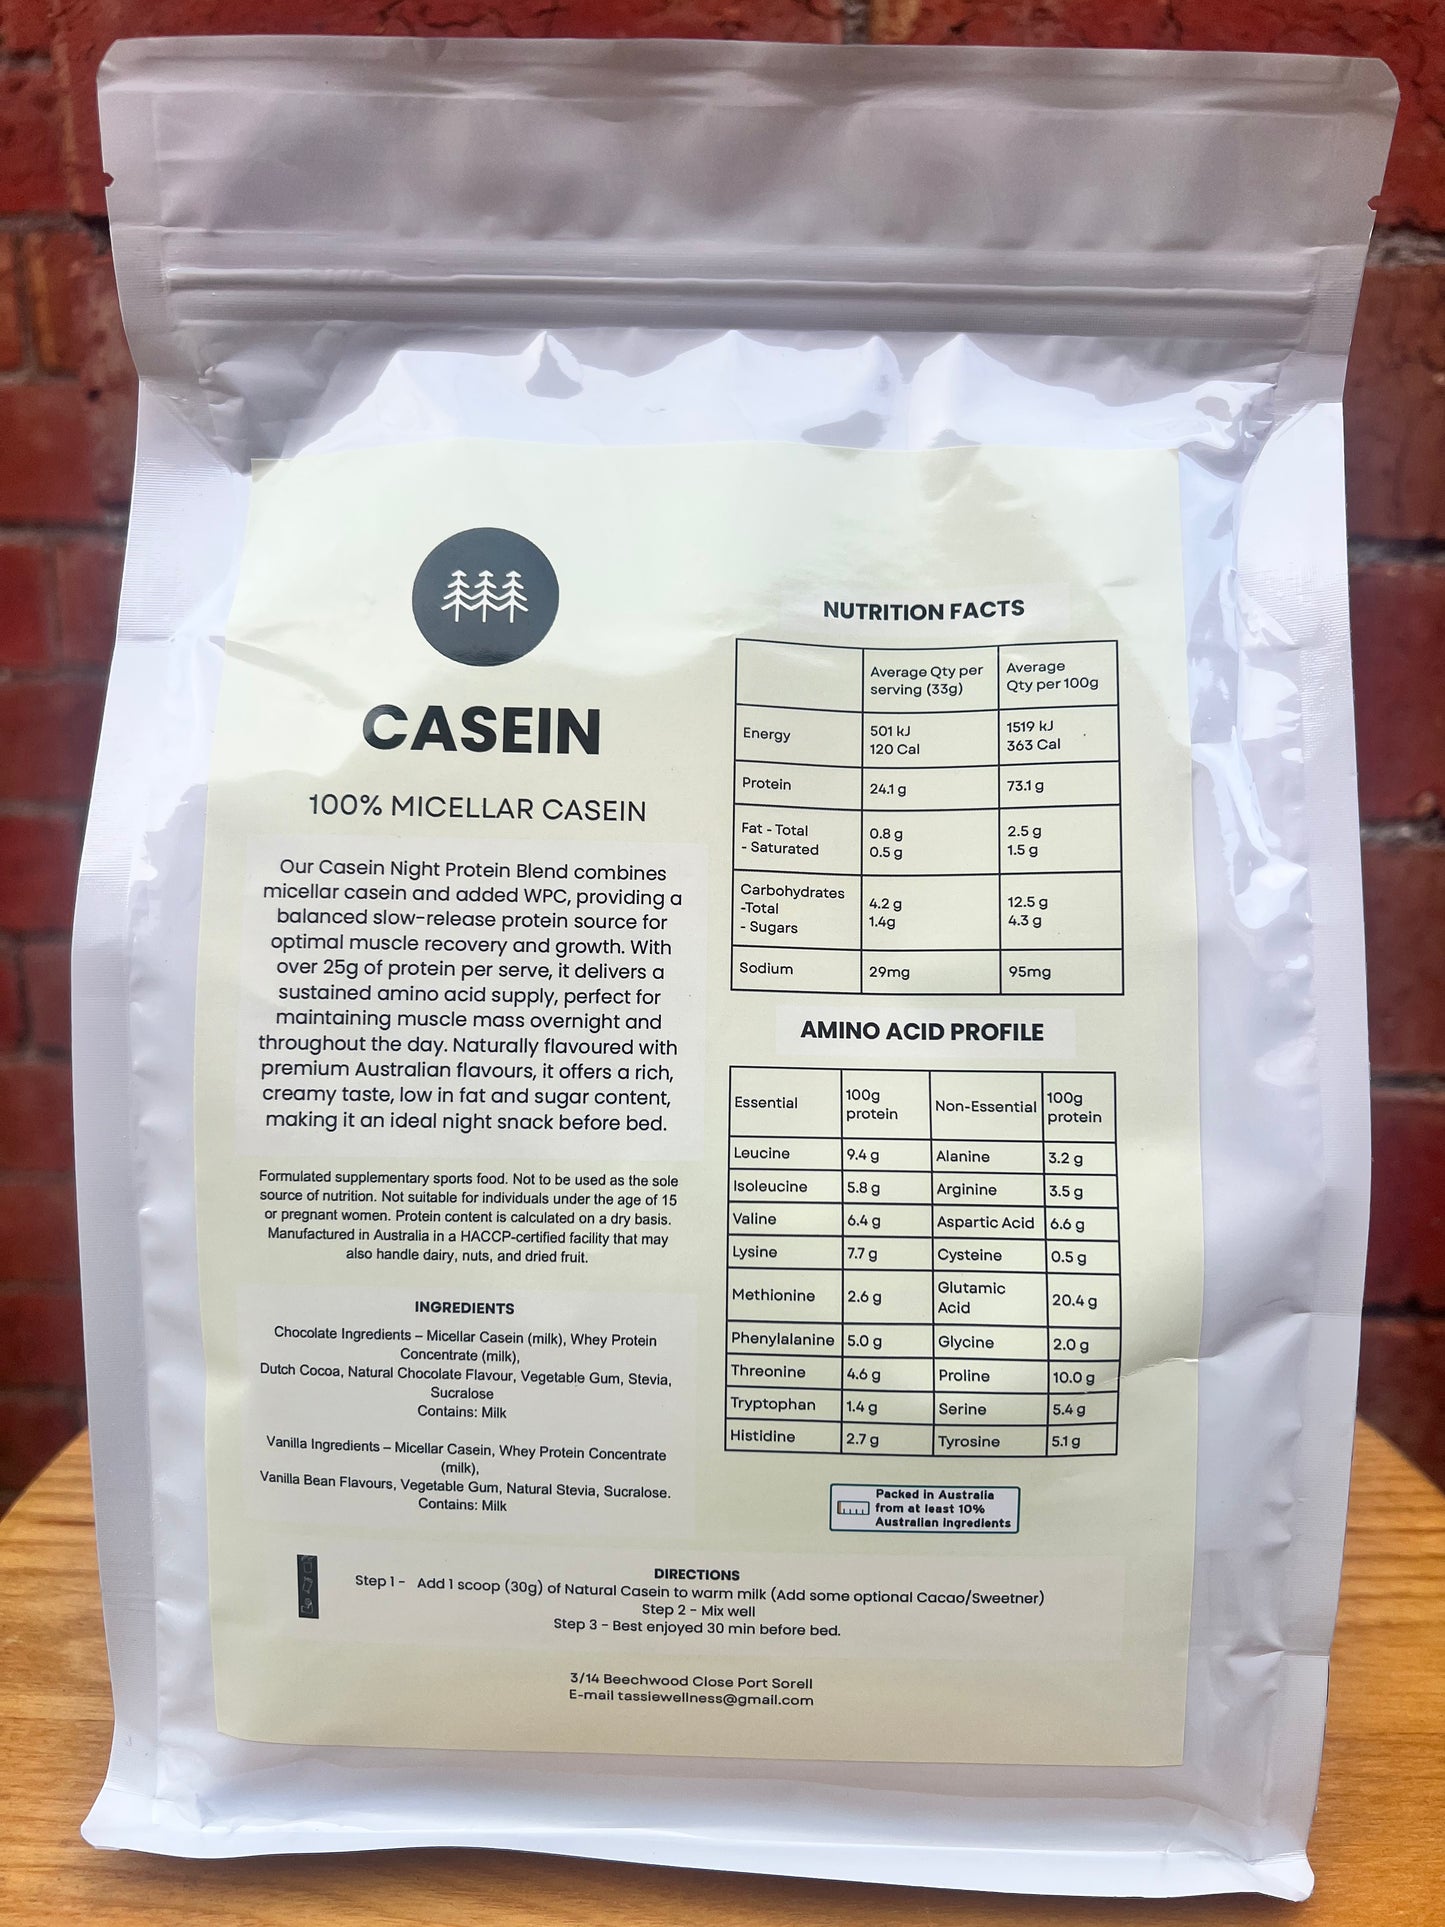 CASEIN
100% MICELLAR CASEIN
Our Casein Night Protein Blend combines
micellar casein and added WPC, providing a
balanced slow-release protein source for
optimal muscle recovery and growth. With
over 25g of protein per serve, it delivers a
sustained amino acid supply, perfect for
maintaining muscle mass overnight and
throughout the day. Naturally flavoured with
premium Australian flavours, it offers a rich,
creamy taste, low in fat and sugar content,
making it an ideal night snack before bed.
Formulated supplementary sports food. Not to be used as the sole
source of nutrition. Not suitable for individuals under the age of 15
or pregnant women. Protein content is calculated on a dry basis.
Manufactured in Australia in a HACCP-certified facility that may
also handle dairy, nuts, and dried fruit.
INGREDIENTS
Chocolate Ingredients – Micellar Casein (milk), Whey Protein
Concentrate (milk),
Dutch Cocoa, Natural Chocolate Flavour, Vegetable Gum, Stevia,
Sucralose
Contains: Milk
Vanilla Ingredients – Micellar Casein, Whey Protein Concentrate
(milk),
Vanilla Bean Flavours, Vegetable Gum, Natural Stevia, Sucralose.
Contains: Milk
NUTRITION FACTS
Average Qty per Average
serving (33g) Qty per 100g
Energy 501 kJ 1519 kJ
120 Cal 363 Cal
Protein 24.1 g 73.1 g
Fat - Total 0.8 g 2.5 g
- Saturated 0.5 g 1.5 g
Carbohydrates
-Total 4.2 g 12.5 g
- Sugars 1.4g 4.3 g
Sodium 29mg 95mg
AMINO ACID PROFILE
Essential 100g protein Non-Essential 100g protein
Leucine 9.4 g Alanine 3.2 g
Isoleucine 5.8 g Arginine 3.5 g
Valine 6.4 g Aspartic Acid 6.6 g
Lysine 7.7 g Cysteine 0.5 g
Methionine 2.6 g Glutamic Acid 20.4 g
Phenylalanine 5.0 g Glycine 2.0 g
Threonine 4.6 g Proline 10.0 g
Tryptophan 1.4 g Serine 5.4 g
Histidine 2.7 g Tyrosine 5.1 g
Packed in Australia
from at least 10%
Australian ingredients
DIRECTIONS
Step 1 - Add 1 scoop (30g) of Natural Casein to warm milk (Add some optional Cacao/Sweetner)
Step 2 - Mix well
Step 3 - Best enjoyed 30 min before bed.
3/14 Beechwood Close Port Sorell
E-mail tassiewellness@gmail.com